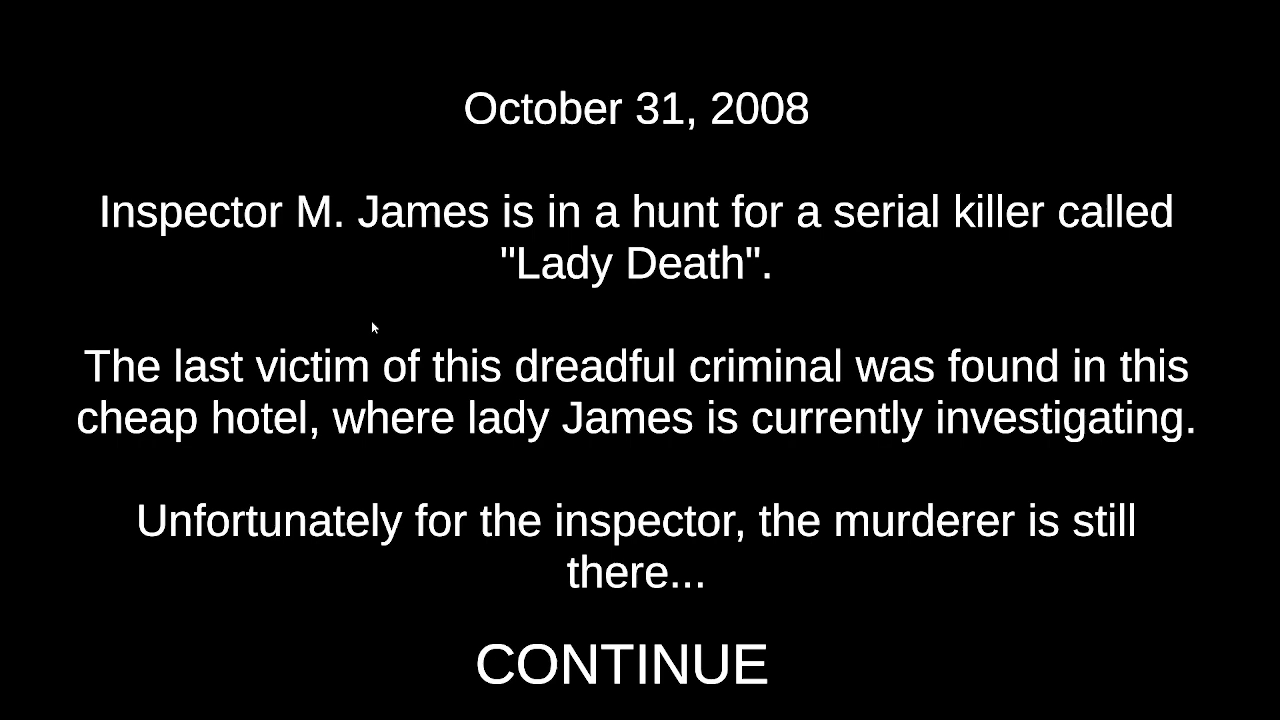 October 31, 2008
Inspector M. James is in a hunt for a serial killer called
"Lady Death".
The last victim of this dreadful criminal was found in this
cheap hotel, where lady James is currently investigating.
Unfortunately for the inspector, the murderer is still
there...
CONTINUE